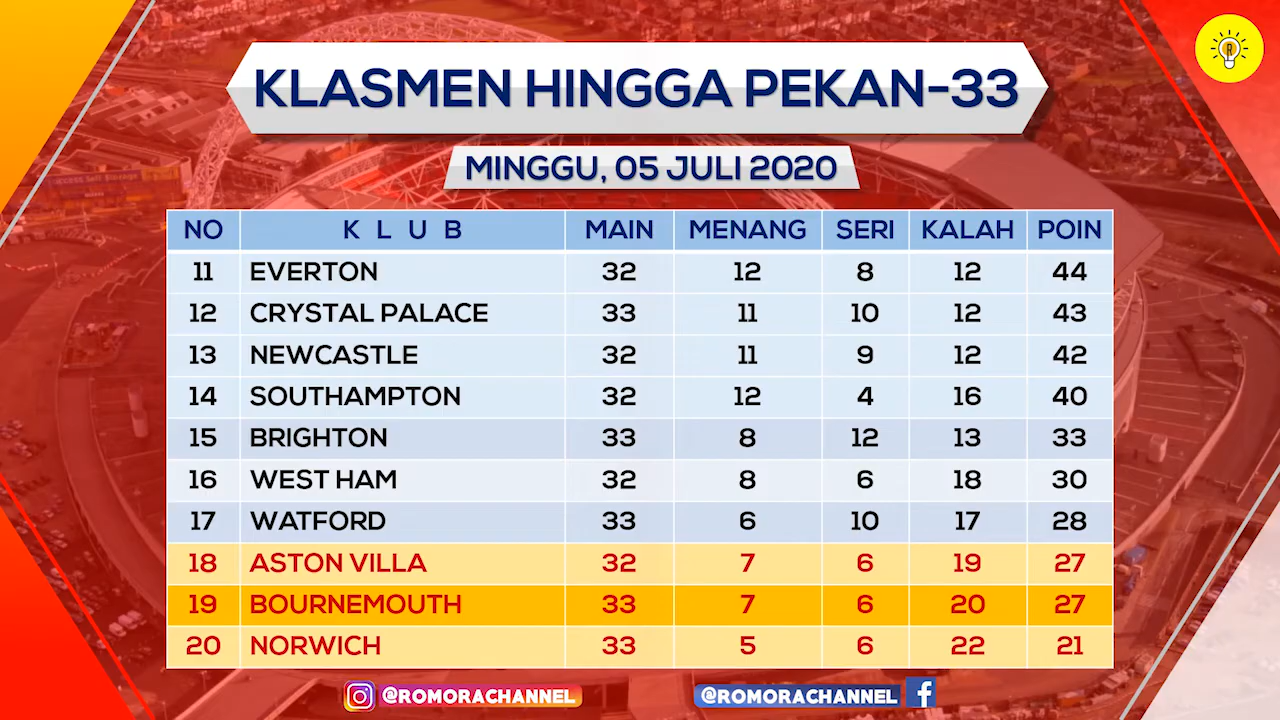 KLASMEN HINGGA PEKAN-33
MINGGU, 05 JULI 2020
NO K L U B MAIN MENANG SERI KALAH POIN
11 EVERTON 32 12 8 12 44
12 CRYSTAL PALACE 33 11 10 12 43
13 NEWCASTLE 32 11 9 12 42
14 SOUTHAMPTON 32 12 4 16 40
15 BRIGHTON 33 8 12 13 33
16 WEST HAM 32 8 6 18 30
17 WATFORD 33 6 10 17 28
18 ASTON VILLA 32 7 6 19 27
19 BOURNEMOUTH 33 7 6 20 27
20 NORWICH 33 5 6 22 21
@ROMORACHANNEL @ROMORACHANNEL f
R